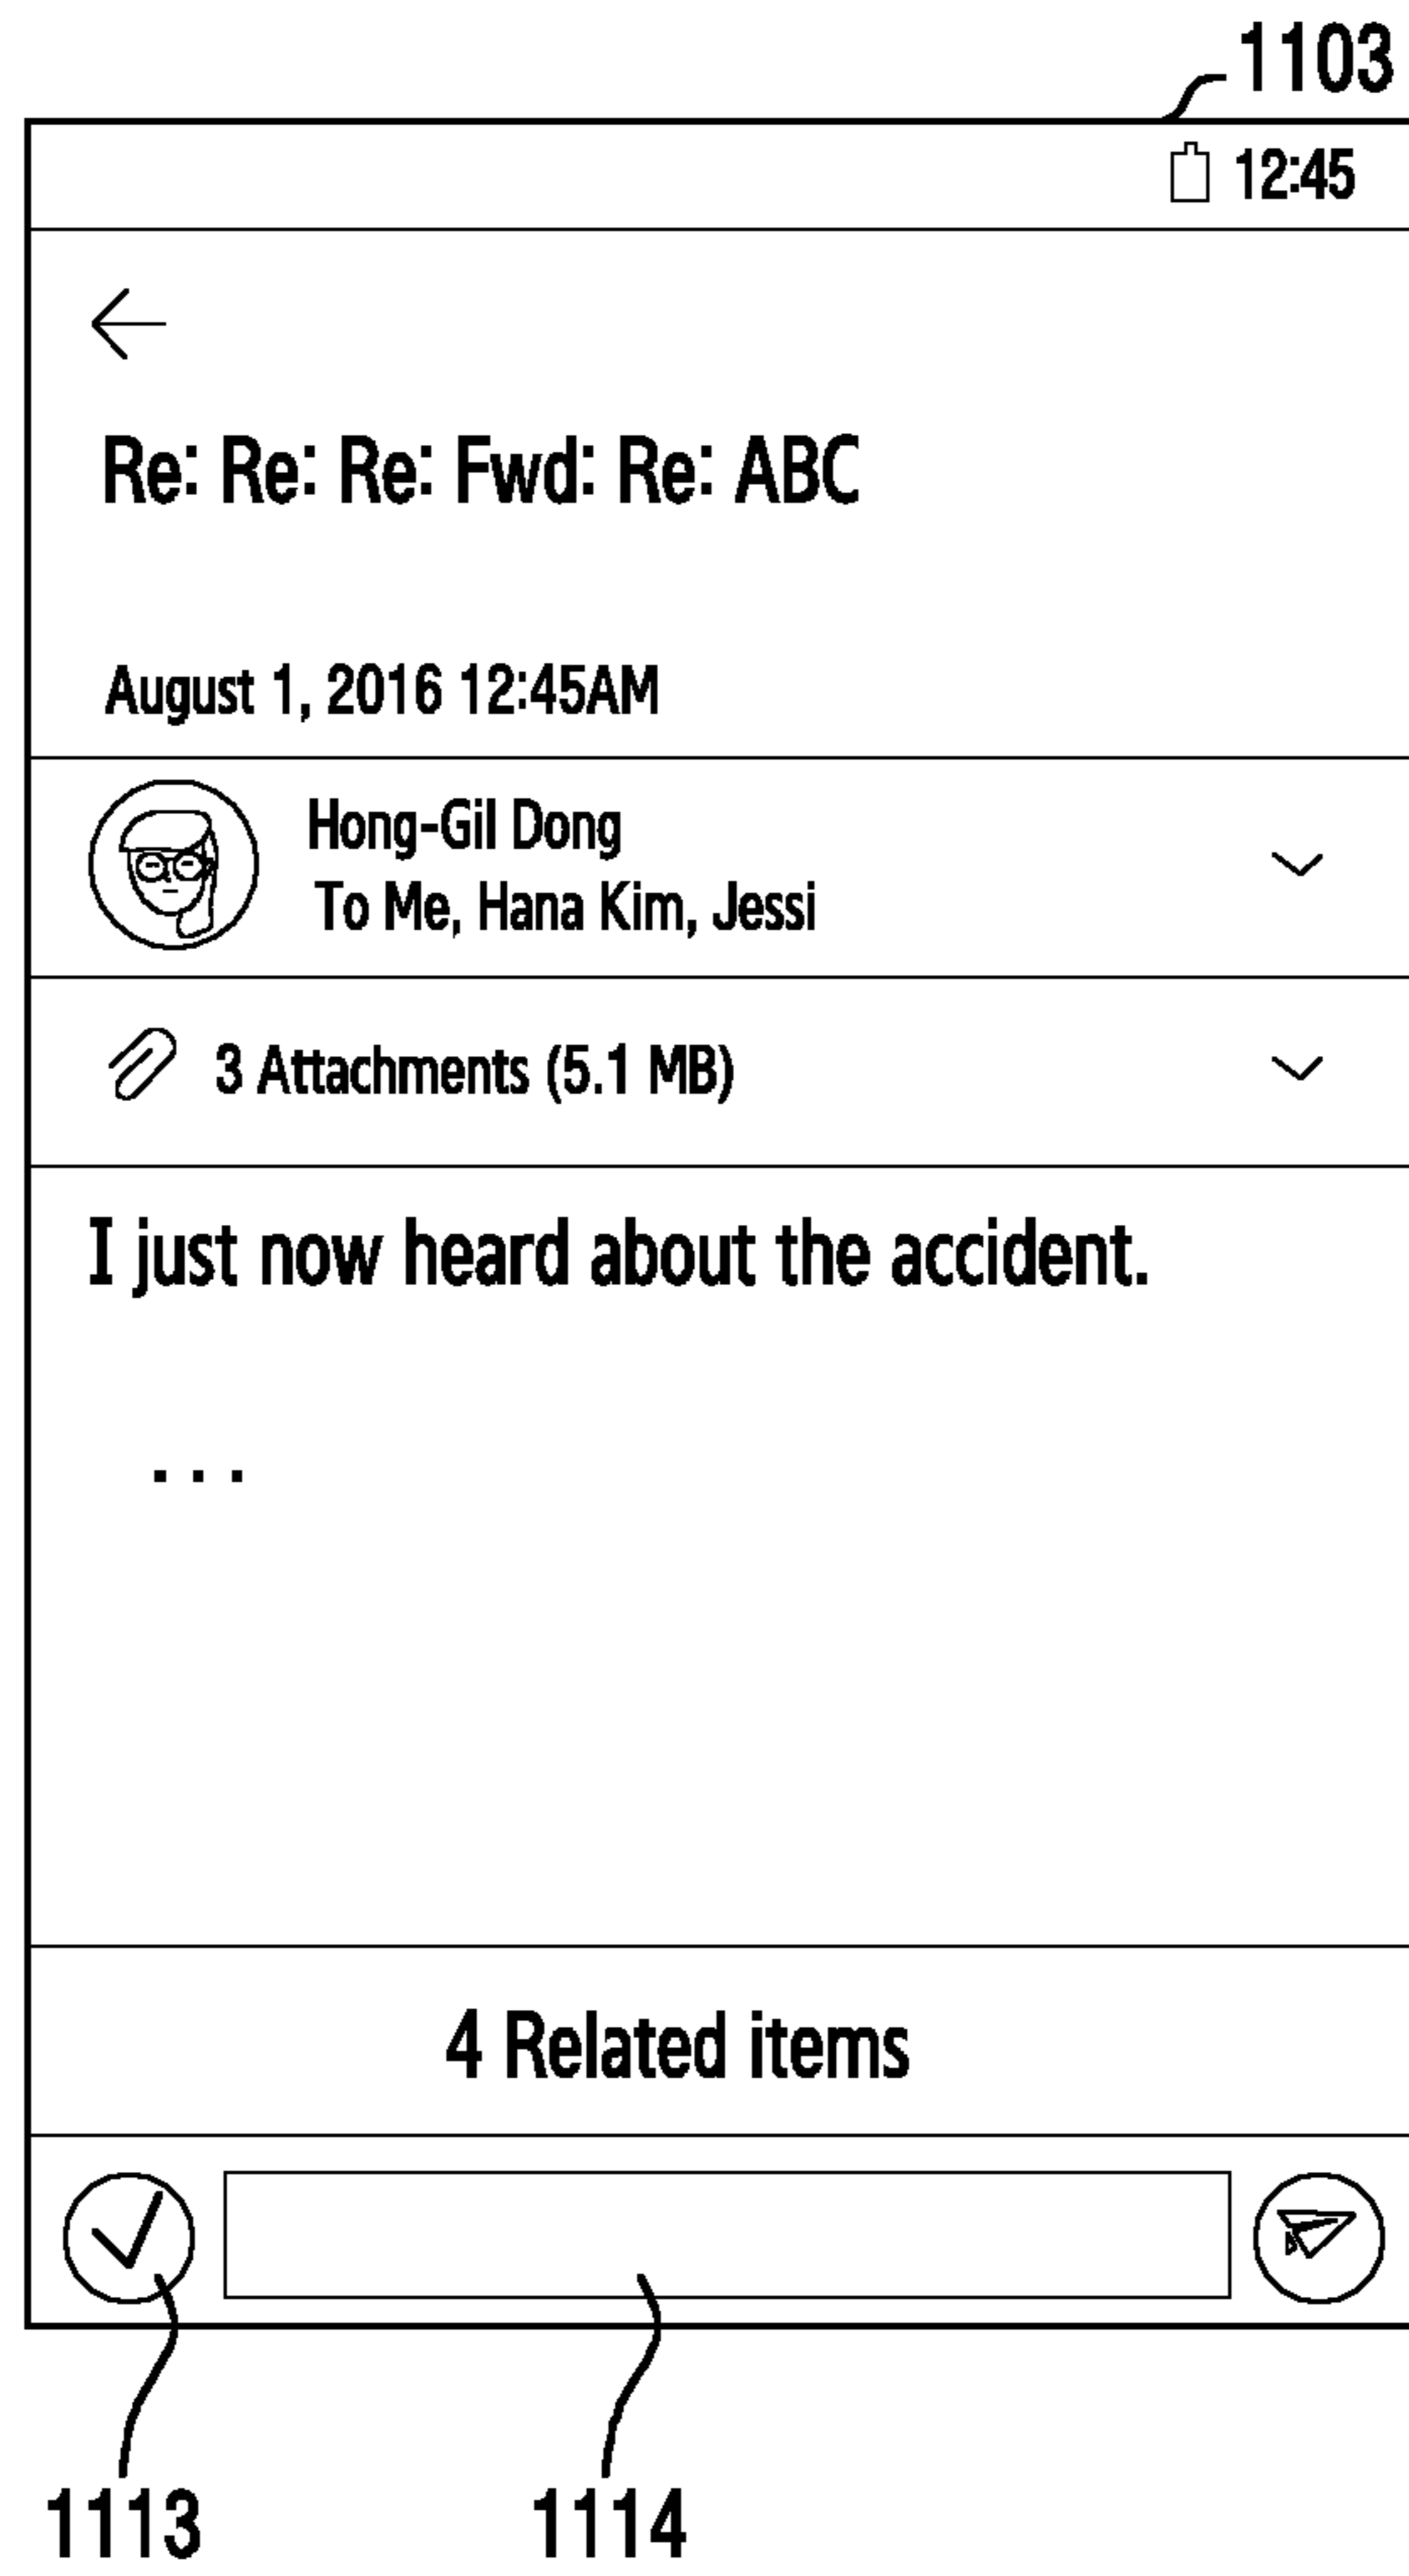 1103
12:45
Re: Re: Re: Fwd: Re: ABC
August 1, 2016 12:45AM
Hong-Gil Dong
To Me, Hana Kim, Jessi
3 Attachments (5.1 MB)
I just now heard about the accident.
...
4 Related items
1113
1114